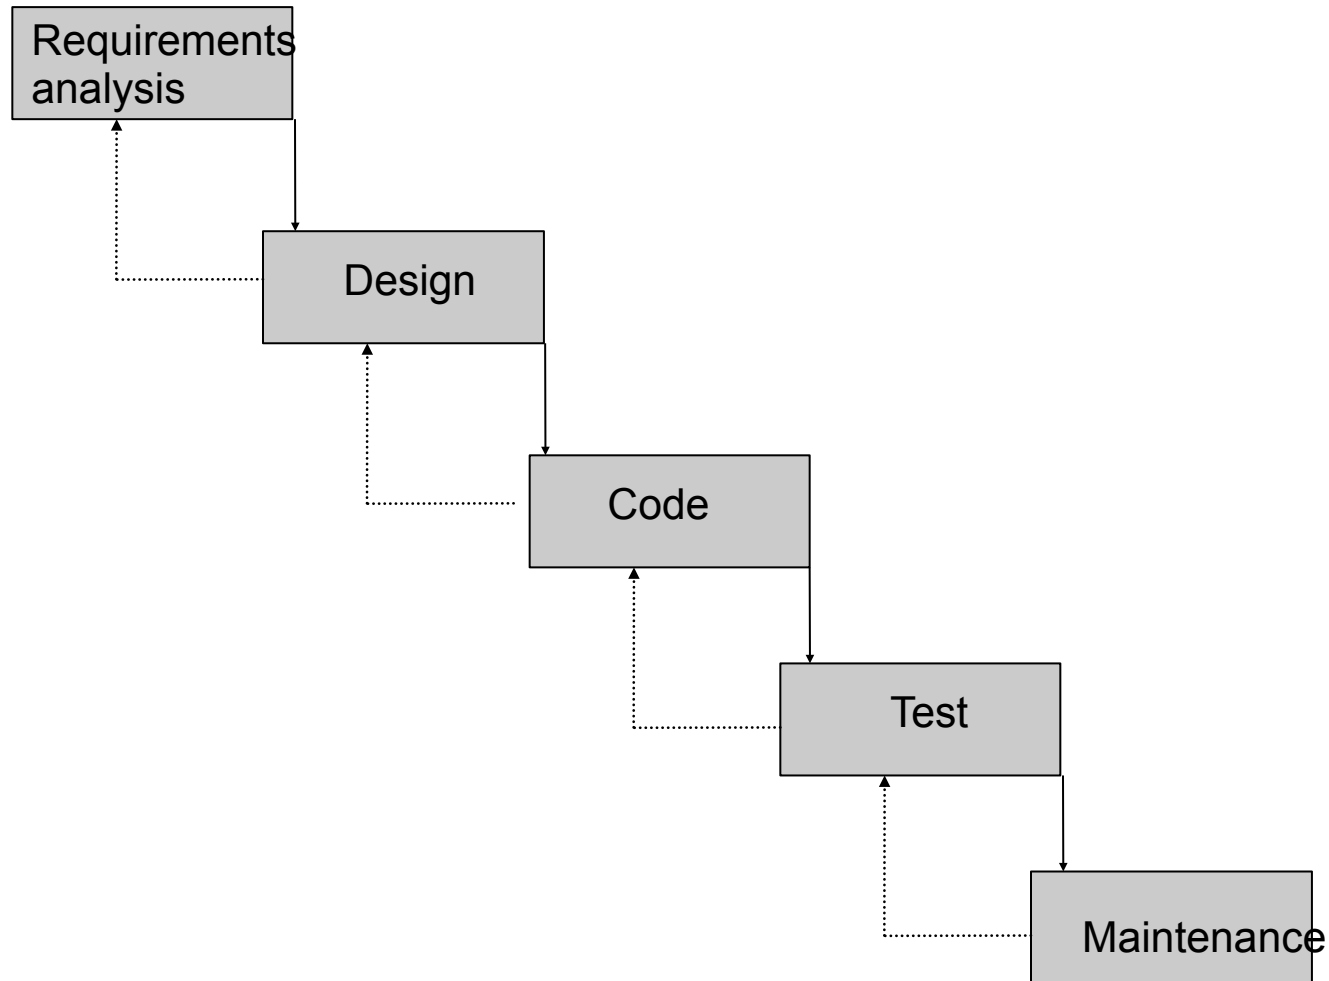 Requirements
analysis
Design
Code
Test
Maintenance